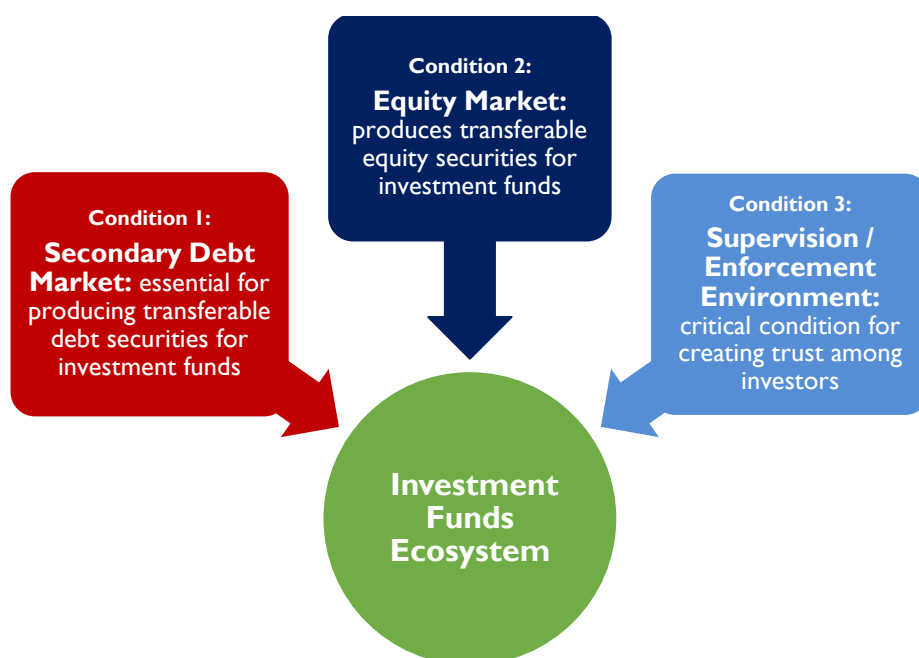 Condition 1:
Secondary Debt
Market: essential for
producing transferable
debt securities for
investment funds
Condition 2:
Equity Market:
produces transferable
equity securities for
investment funds
Condition 3:
Supervision /
Enforcement
Environment:
critical condition for
creating trust among
investors
Investment
Funds
Ecosystem